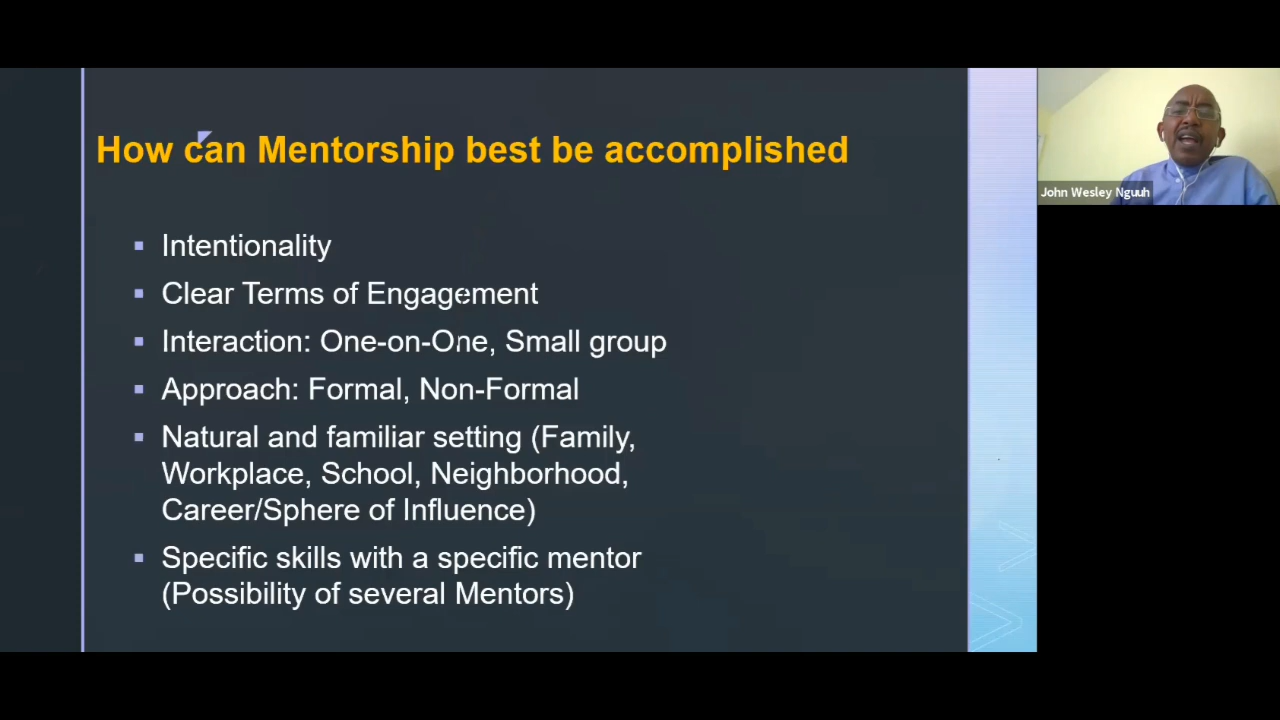 How can Mentorship best be accomplished
Intentionality
Clear Terms of Engagement
Interaction: One-on-One, Small group
Approach: Formal, Non-Formal
Natural and familiar setting (Family,
Workplace, School, Neighborhood,
Career/Sphere of Influence)
Specific skills with a specific mentor
(Possibility of several Mentors)
John Wesley Nguuh